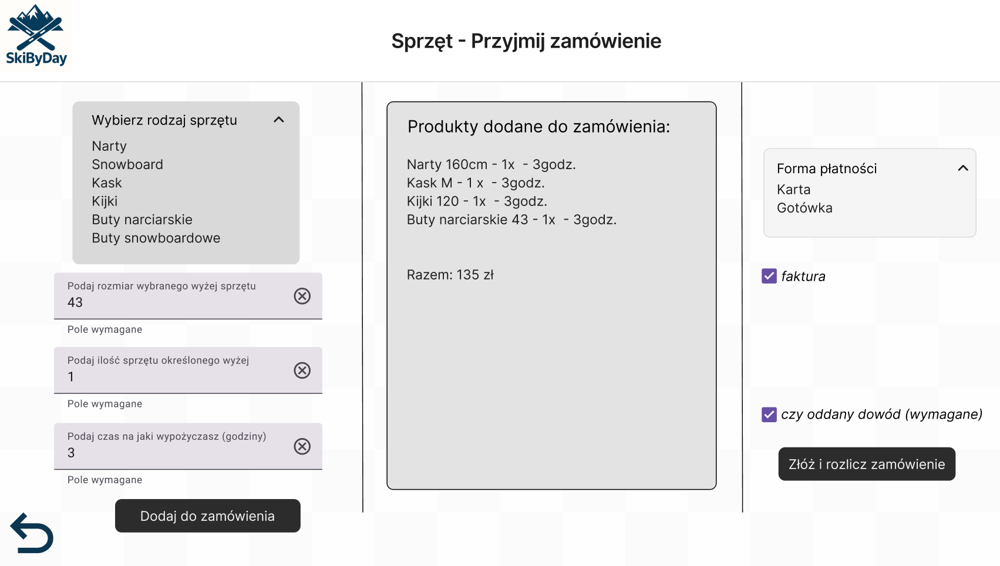 SkiByDay
Sprzęt - Przyjmij zamówienie
Wybierz rodzaj sprzętu
Narty
Snowboard
Kask
Kijki
Buty narciarskie
Buty snowboardowe
Podaj rozmiar wybranego wyżej sprzętu
43
Pole wymagane
Podaj ilość sprzętu określonego wyżej
1
Pole wymagane
Podaj czas na jaki wypożyczasz (godziny)
3
Pole wymagane
Dodaj do zamówienia
Produkty dodane do zamówienia:
Narty 160cm - 1x  - 3godz.
Kask M - 1 x  - 3godz.
Kijki 120 - 1x  - 3godz.
Buty narciarskie 43 - 1x  - 3godz.
Razem: 135 zł
Forma płatności
Karta
Gotówka
faktura
czy oddany dowód (wymagane)
Złóż i rozlicz zamówienie